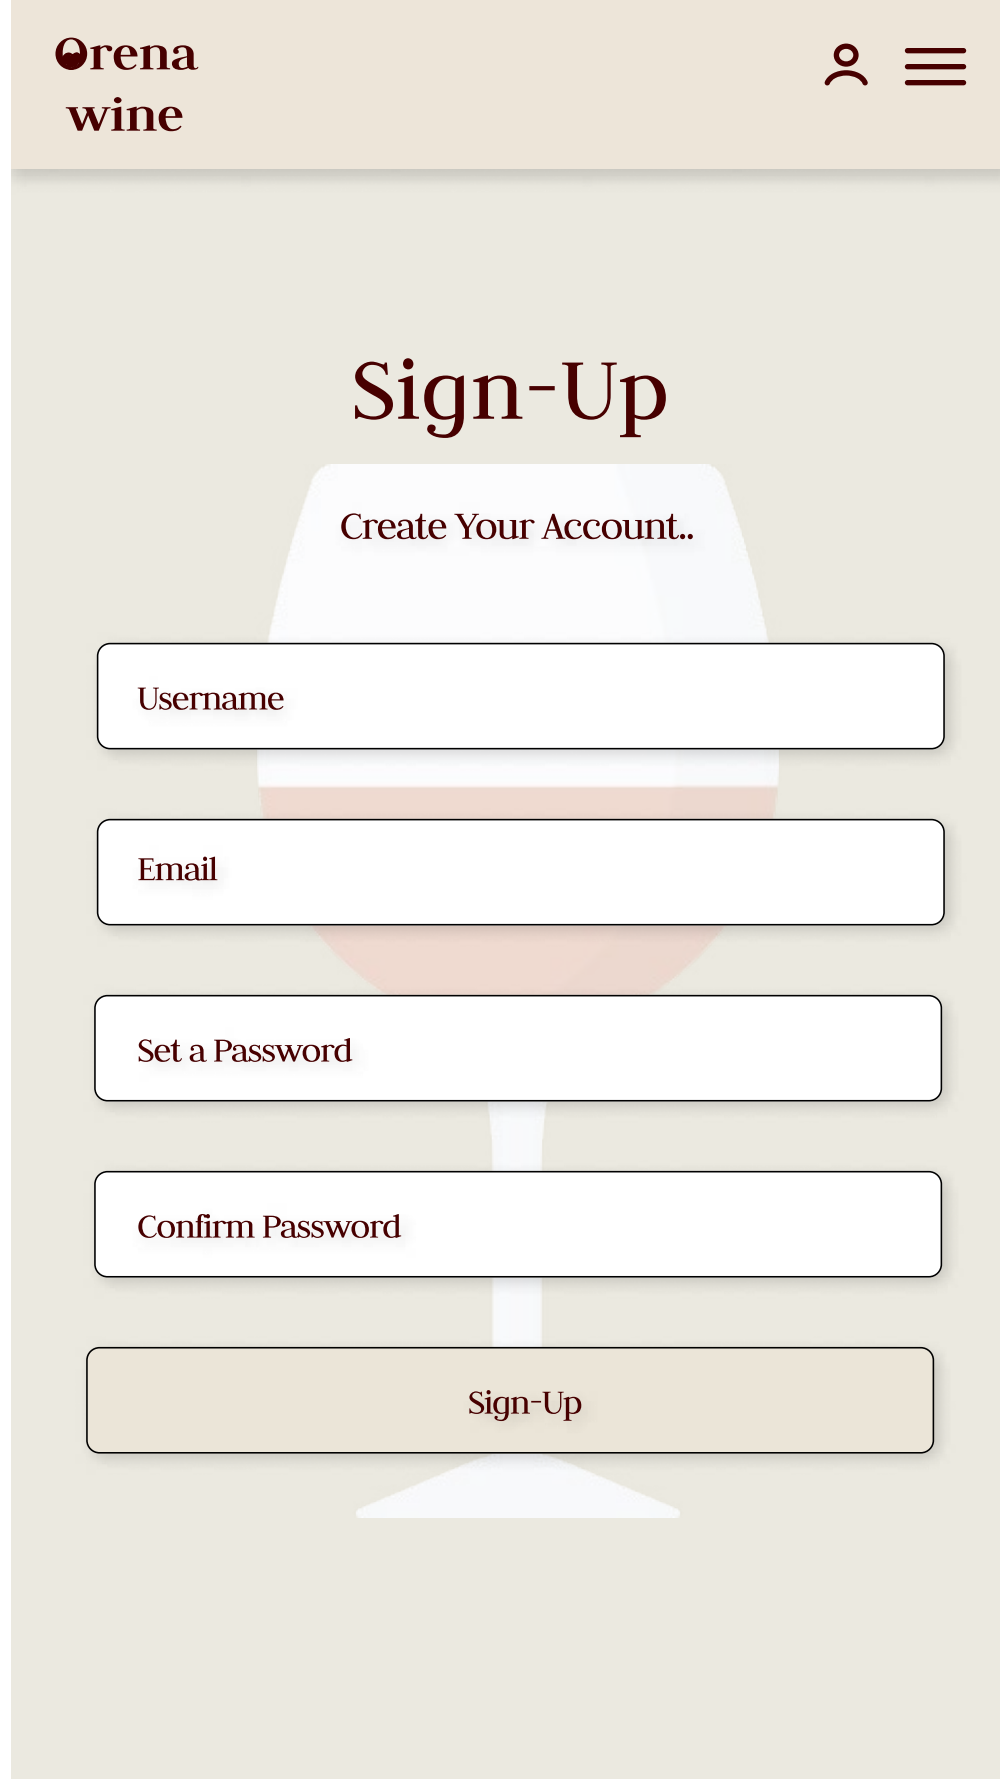 Orena
wine
Sign-Up
Create Your Account..
Username
Email
Set a Password
Confirm Password
Sign-Up